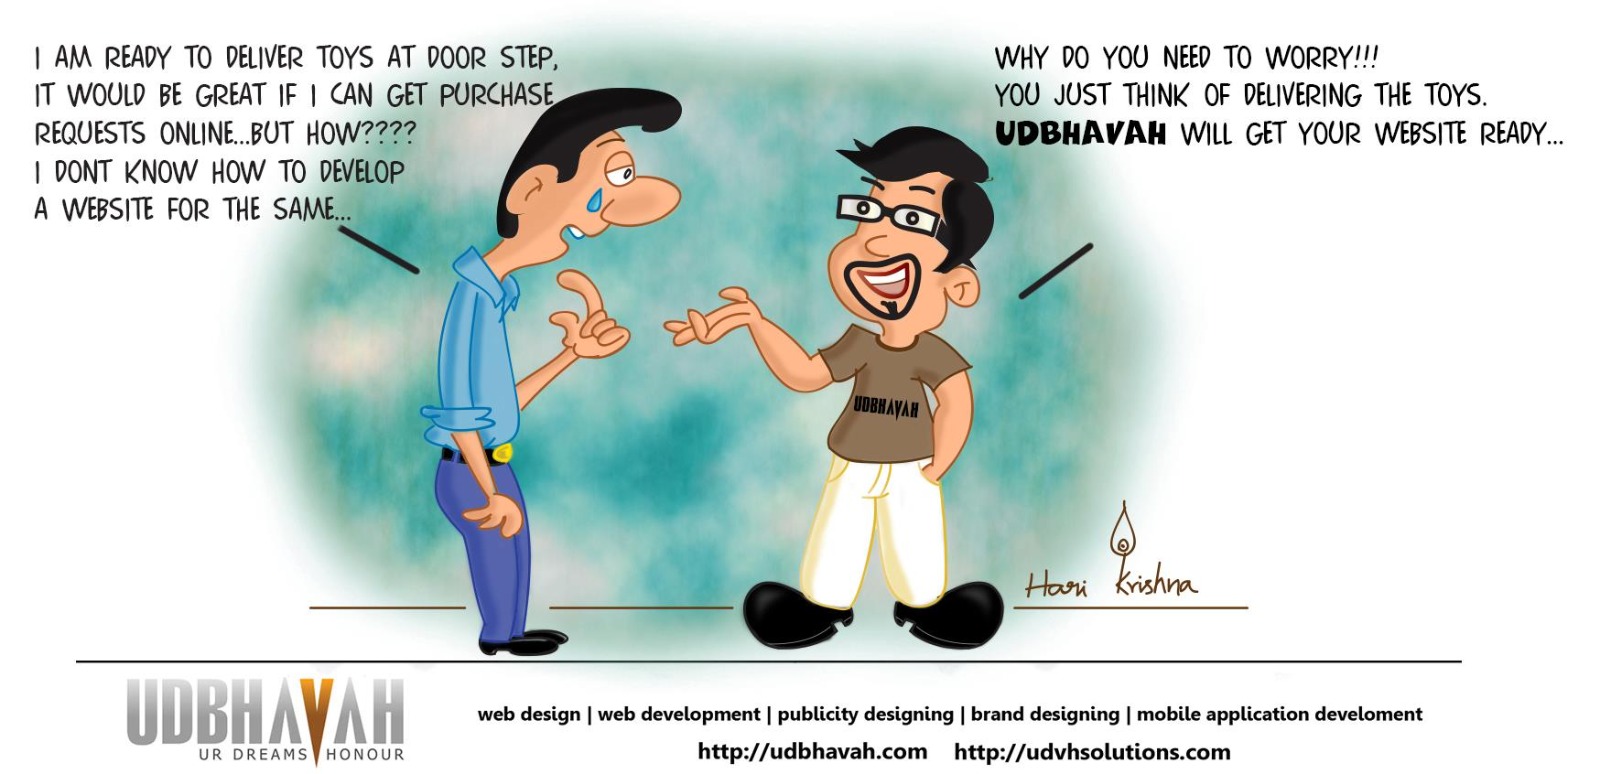 I AM READY TO DELIVER TOYS AT DOOR STEP,
IT WOULD BE GREAT IF I CAN GET PURCHASE
REQUESTS ONLINE...BUT HOW????
I DONT KNOW HOW TO DEVELOP
A WEBSITE FOR THE SAME...
WHY DO YOU NEED TO WORRY!!!
YOU JUST THINK OF DELIVERING THE TOYS.
UDBHAVAH WILL GET YOUR WEBSITE READY...
UDBHAVAH
Hari Krishna
UDBHAVAH
UR DREAMS HONOUR
web design | web development | publicity designing | brand designing | mobile application develoment
http://udbhavah.com http://udvhsolutions.com